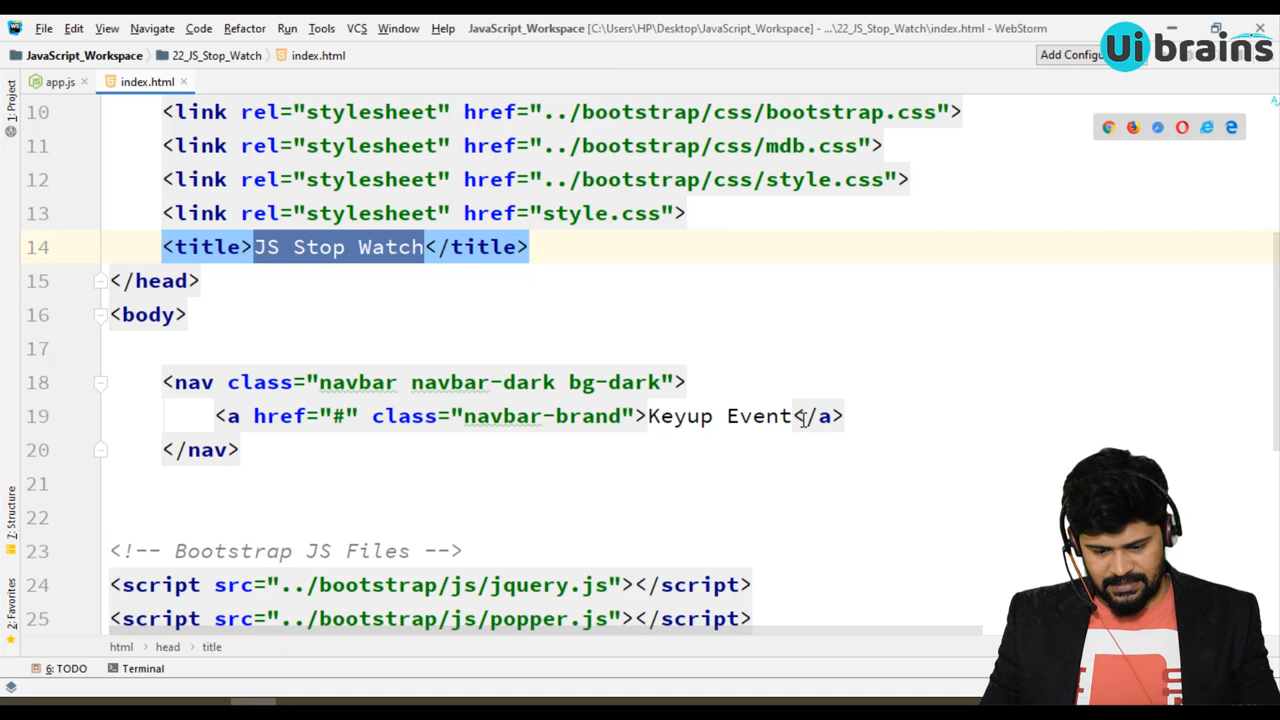 File Edit View Navigate Code Refactor Run Tools VCS Window Help JavaScript_Workspace [C:\Users\HP\Desktop\JavaScript_Workspace] - ...\22_JS_Stop_Watch\index.html - WebStorm
Ui brains
JavaScript_Workspace 22_JS_Stop_Watch index.html
Add Configu
app.js index.html
1: Project
7: Structure
2: Favorites
10 <link rel="stylesheet" href="../bootstrap/css/bootstrap.css">
11 <link rel="stylesheet" href="../bootstrap/css/mdb.css">
12 <link rel="stylesheet" href="../bootstrap/css/style.css">
13 <link rel="stylesheet" href="style.css">
14 <title>JS Stop Watch</title>
15 </head>
16 <body>
17
18 <nav class="navbar navbar-dark bg-dark">
19 <a href="#" class="navbar-brand">Keyup Event</a>
20 </nav>
21
22
23 <!-- Bootstrap JS Files -->
24 <script src="../bootstrap/js/jquery.js"></script>
25 <script src="../bootstrap/js/popper.js"></script>
html head title
6: TODO Terminal